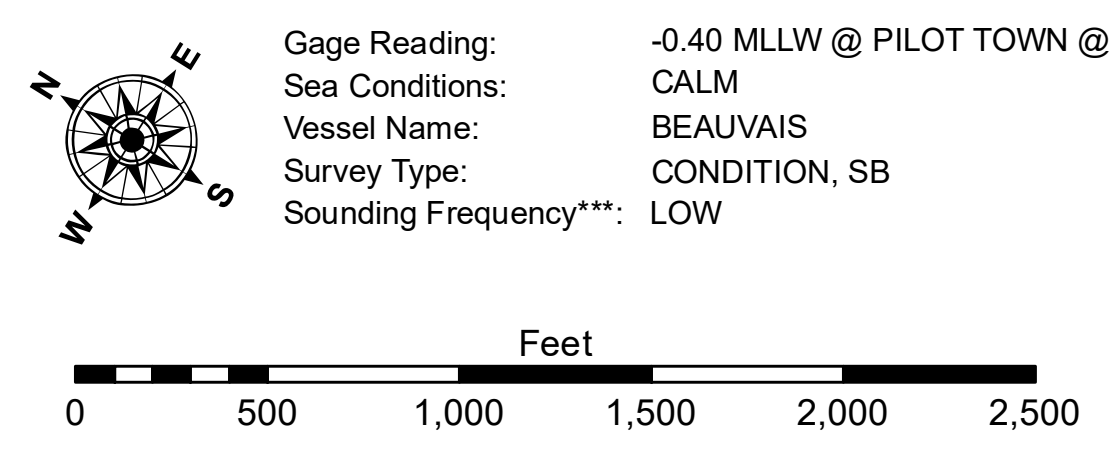 N
E
S
W
Gage Reading: -0.40 MLLW @ PILOT TOWN @
Sea Conditions: CALM
Vessel Name: BEAUVAIS
Survey Type: CONDITION, SB
Sounding Frequency***: LOW
Feet
0 500 1,000 1,500 2,000 2,500